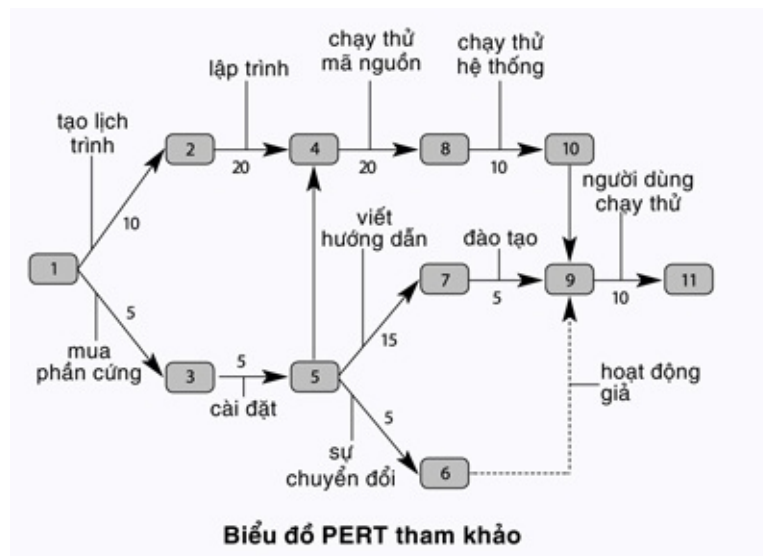 chạy thử
mã nguồn
chạy thử
hệ thống
lập trình
tạo lịch
trình
2
20
4
20
8
10
10
10
người dùng
chạy thử
viết
hướng dẫn
đào tạo
1
7
5
9
10
11
5
15
mua
phần cứng
3
5
cài đặt
5
5
hoạt động
giả
sự
chuyển đổi
6
Biểu đồ PERT tham khảo